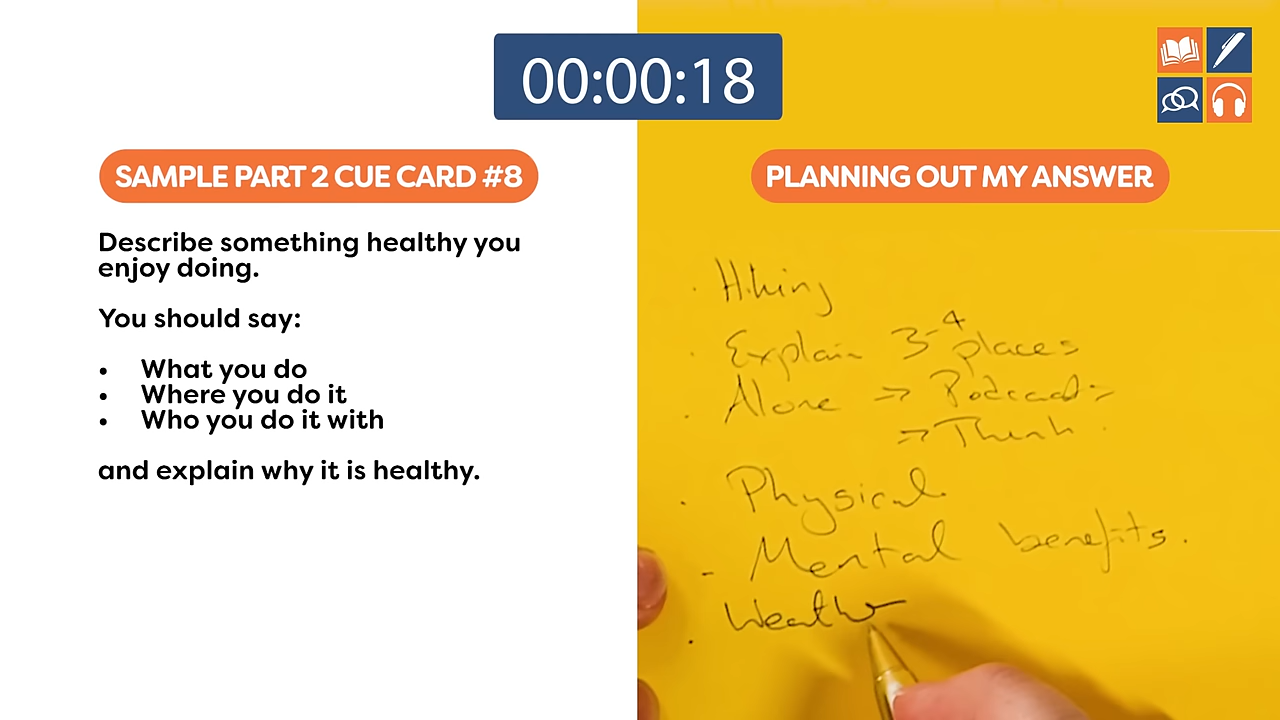 00:00:18
SAMPLE PART 2 CUE CARD #8
Describe something healthy you
enjoy doing.
You should say:
• What you do
• Where you do it
• Who you do it with
and explain why it is healthy.
PLANNING OUT MY ANSWER
· Hiking
· Explain 3-4 places
· Alone → Podcasts
→ Think.
· Physical
- Mental benefits.
· Weather